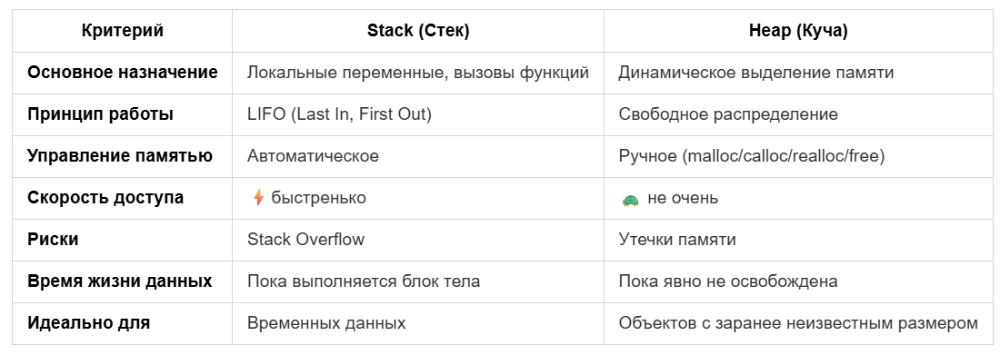 Критерий Stack (Стек) Heap (Куча)
Основное назначение Локальные переменные, вызовы функций Динамическое выделение памяти
Принцип работы LIFO (Last In, First Out) Свободное распределение
Управление памятью Автоматическое Ручное (malloc/calloc/realloc/free)
Скорость доступа ⚡ быстренько 🐢 не очень
Риски Stack Overflow Утечки памяти
Время жизни данных Пока выполняется блок тела Пока явно не освобождена
Идеально для Временных данных Объектов с заранее неизвестным размером